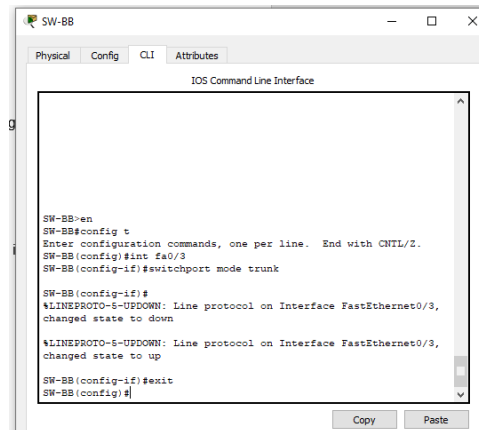 SW-BB
Physical Config CLI Attributes
IOS Command Line Interface
g
i
SW-BB>en
SW-BB#config t
Enter configuration commands, one per line. End with CNTL/Z.
SW-BB(config)#int fa0/3
SW-BB(config-if)#switchport mode trunk
SW-BB(config-if)#
%LINEPROTO-5-UPDOWN: Line protocol on Interface FastEthernet0/3,
changed state to down
%LINEPROTO-5-UPDOWN: Line protocol on Interface FastEthernet0/3,
changed state to up
SW-BB(config-if)#exit
SW-BB(config)#
Copy Paste